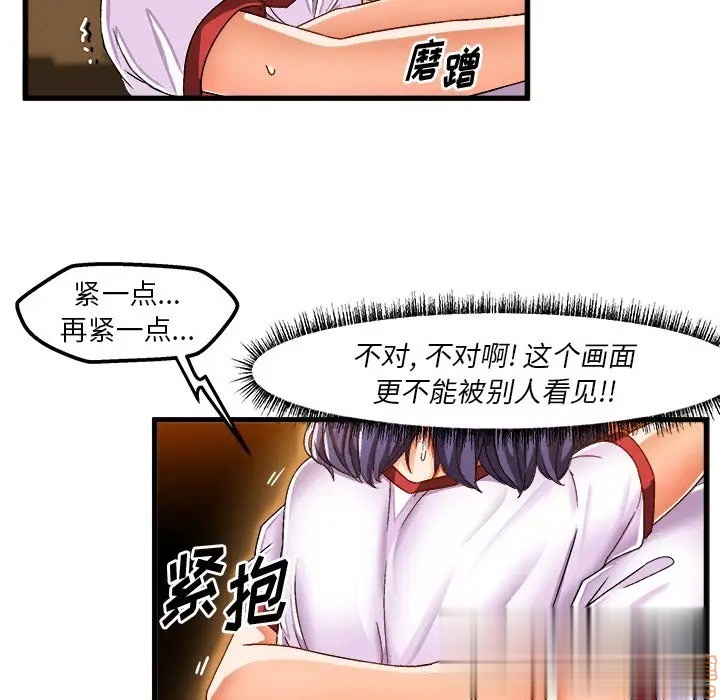 磨蹭
紧一点...
再紧一点...
不对, 不对啊! 这个画面
更不能被别人看见!!
紧抱